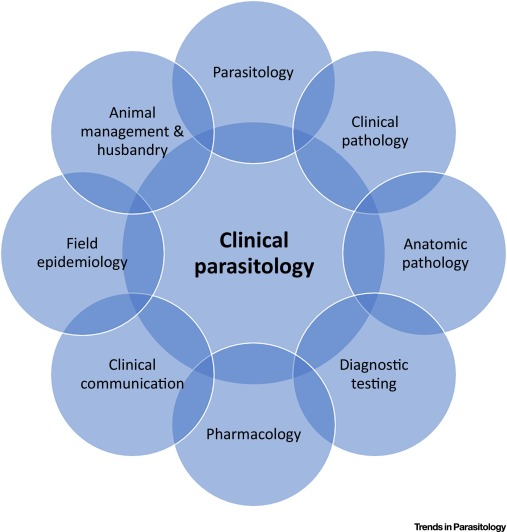 Parasitology
Clinical
pathology
Anatomic
pathology
Diagnostic
testing
Pharmacology
Clinical
communication
Field
epidemiology
Animal
management &
husbandry
Clinical
parasitology
Trends in Parasitology